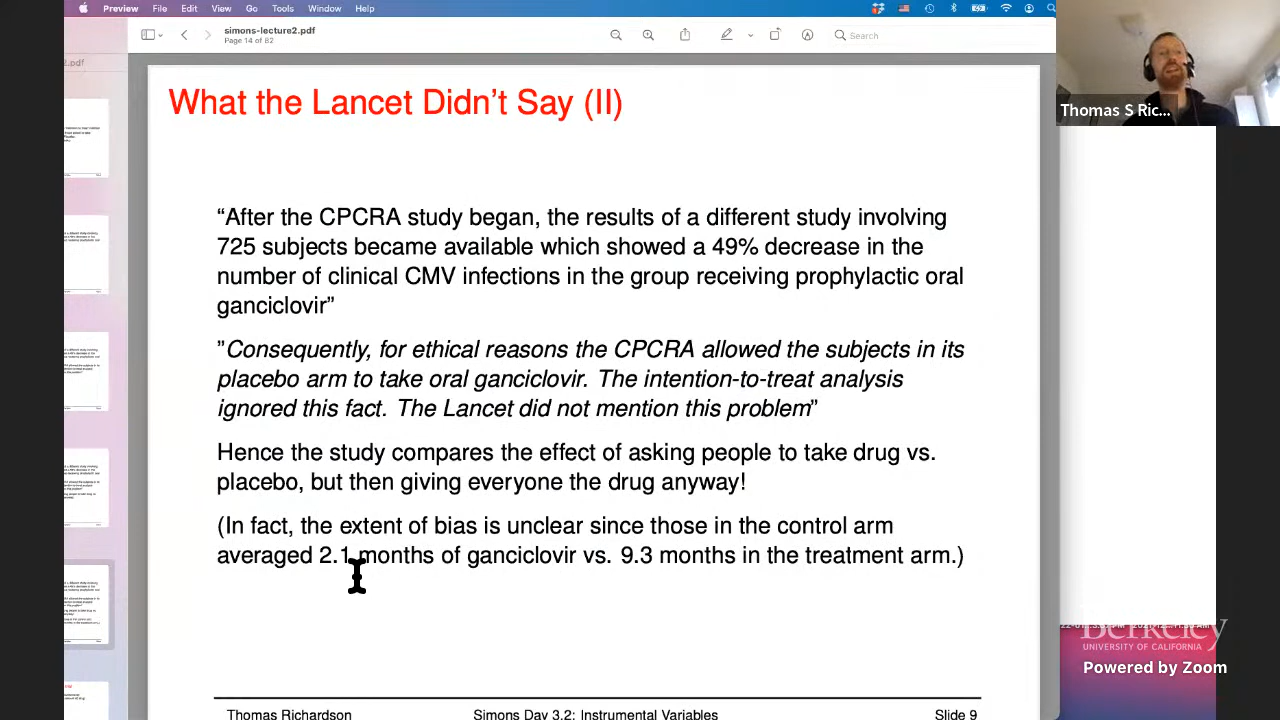 Preview File Edit View Go Tools Window Help
simons-lecture2.pdf
Page 14 of 82
Search
2.pdf
Thomas S Ric...
What the Lancet Didn't Say (II)
“After the CPCRA study began, the results of a different study involving
725 subjects became available which showed a 49% decrease in the
number of clinical CMV infections in the group receiving prophylactic oral
ganciclovir”
”Consequently, for ethical reasons the CPCRA allowed the subjects in its
placebo arm to take oral ganciclovir. The intention-to-treat analysis
ignored this fact. The Lancet did not mention this problem”
Hence the study compares the effect of asking people to take drug vs.
placebo, but then giving everyone the drug anyway!
(In fact, the extent of bias is unclear since those in the control arm
averaged 2.1 months of ganciclovir vs. 9.3 months in the treatment arm.)
Thomas Richardson Simons Day 3.2: Instrumental Variables Slide 9
Berkeley
UNIVERSITY OF CALIFORNIA
Powered by Zoom